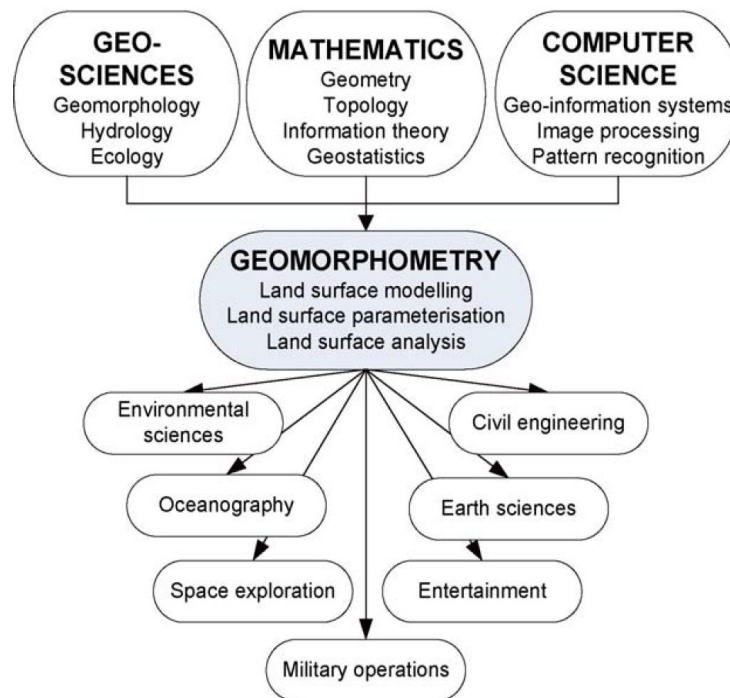 GEO-
SCIENCES
Geomorphology
Hydrology
Ecology
MATHEMATICS
Geometry
Topology
Information theory
Geostatistics
COMPUTER
SCIENCE
Geo-information systems
Image processing
Pattern recognition
GEOMORPHOMETRY
Land surface modelling
Land surface parameterisation
Land surface analysis
Environmental
sciences
Civil engineering
Oceanography
Earth sciences
Space exploration
Entertainment
Military operations